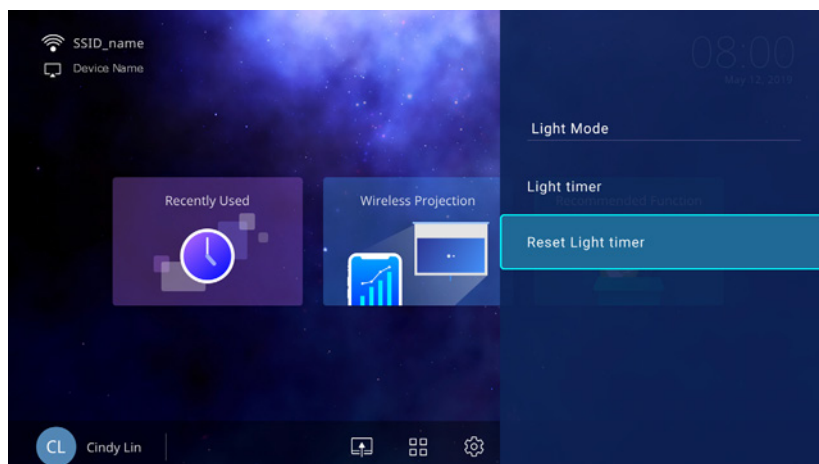 SSID_name
Device Name
08:00
May 12, 2019
Light Mode
Light timer
Recently Used
Wireless Projection
Recommended Function
Reset Light timer
CL
Cindy Lin